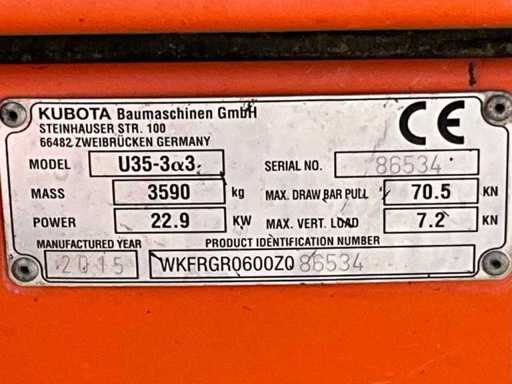 KUBOTA Baumaschinen GmbH
STEINHAUSER STR. 100
66482 ZWEIBRÜCKEN GERMANY
CE
MODEL U35-3α3 SERIAL NO. 86534
MASS 3590 kg MAX. DRAW BAR PULL 70.5 KN
POWER 22.9 KW MAX. VERT. LOAD 7.2 KN
MANUFACTURED YEAR PRODUCT IDENTIFICATION NUMBER
2015 WKFRGR0600Z086534